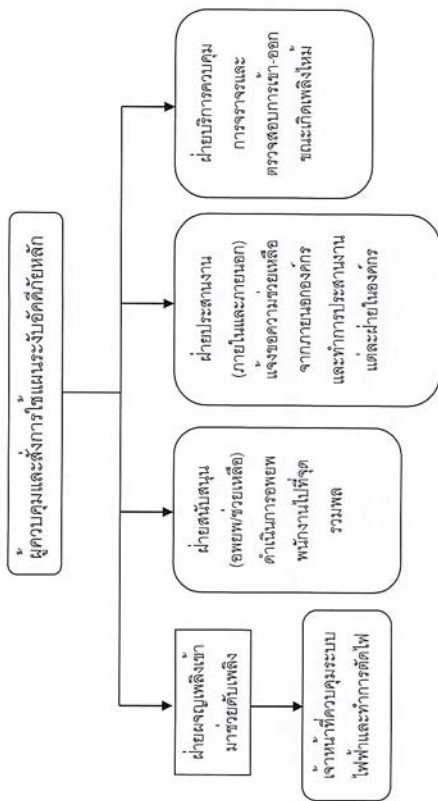 ผู้ควบคุมและสั่งการใช้แผนระงับอัคคีภัยหลัก
ฝ่ายผจญเพลิงเข้า
มาช่วยดับเพลิง
เจ้าหน้าที่ควบคุมระบบ
ไฟฟ้าและทำการตัดไฟ
ฝ่ายสนับสนุน
(อพยพ/ช่วยเหลือ)
ดำเนินการอพยพ
พนักงานไปที่จุด
รวมพล
ฝ่ายประสานงาน
(ภายในและภายนอก)
แจ้งขอความช่วยเหลือ
จากภายนอกองค์กร
และทำการประสานงาน
แต่ละฝ่ายในองค์กร
ฝ่ายบริการควบคุม
การจราจรและ
ตรวจสอบการเข้า-ออก
ขณะเกิดเพลิงไหม้